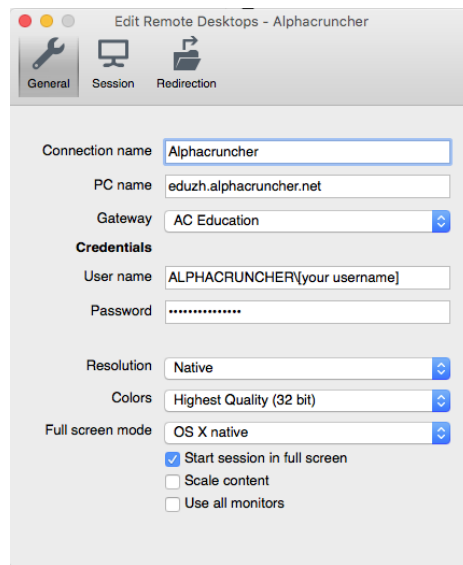 Edit Remote Desktops - Alphacruncher
General Session Redirection
Connection name Alphacruncher
PC name eduzh.alphacruncher.net
Gateway AC Education
Credentials
User name ALPHACRUNCHER\[your username]
Password •••••••••••••••
Resolution Native
Colors Highest Quality (32 bit)
Full screen mode OS X native
Start session in full screen
Scale content
Use all monitors